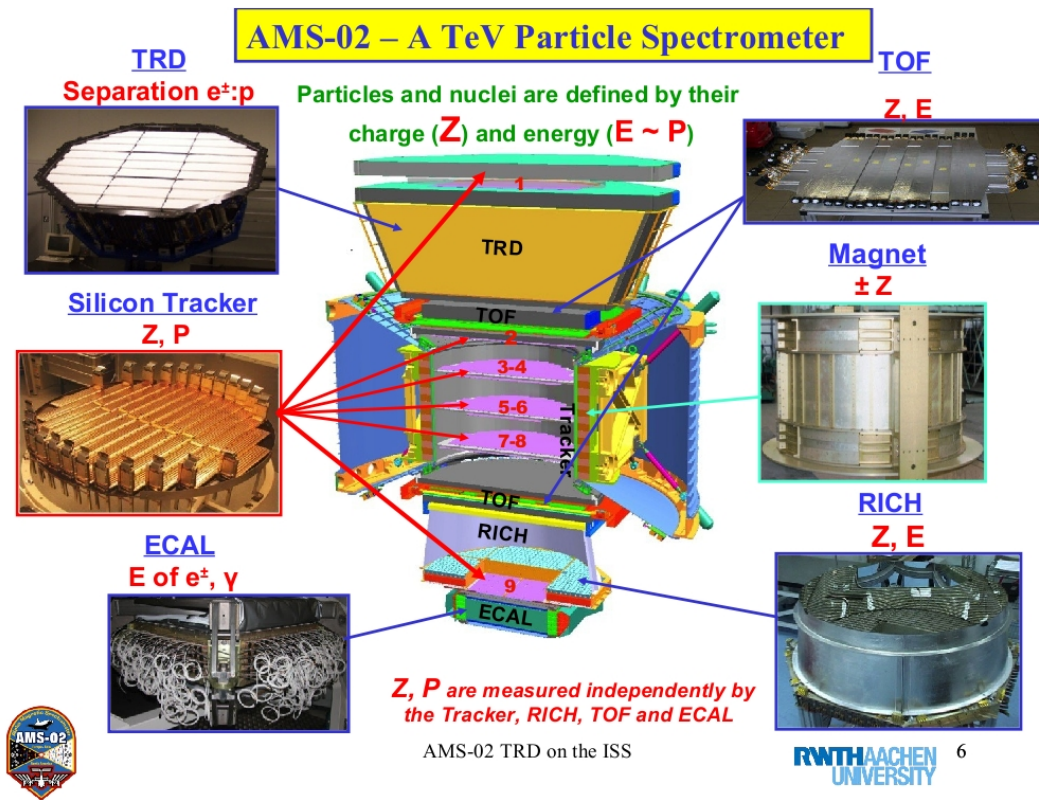 AMS-02 – A TeV Particle Spectrometer
TRD
Separation e±:p
Particles and nuclei are defined by their
charge (Z) and energy (E ~ P)
TOF
Z, E
1
TRD
Silicon Tracker
Z, P
TOF
2
3-4
5-6
7-8
Tracker
TOF
RICH
9
ECAL
Magnet
± Z
ECAL
E of e±, γ
RICH
Z, E
Z, P are measured independently by
the Tracker, RICH, TOF and ECAL
AMS-02
AMS-02 TRD on the ISS
RWTH AACHEN
UNIVERSITY
6